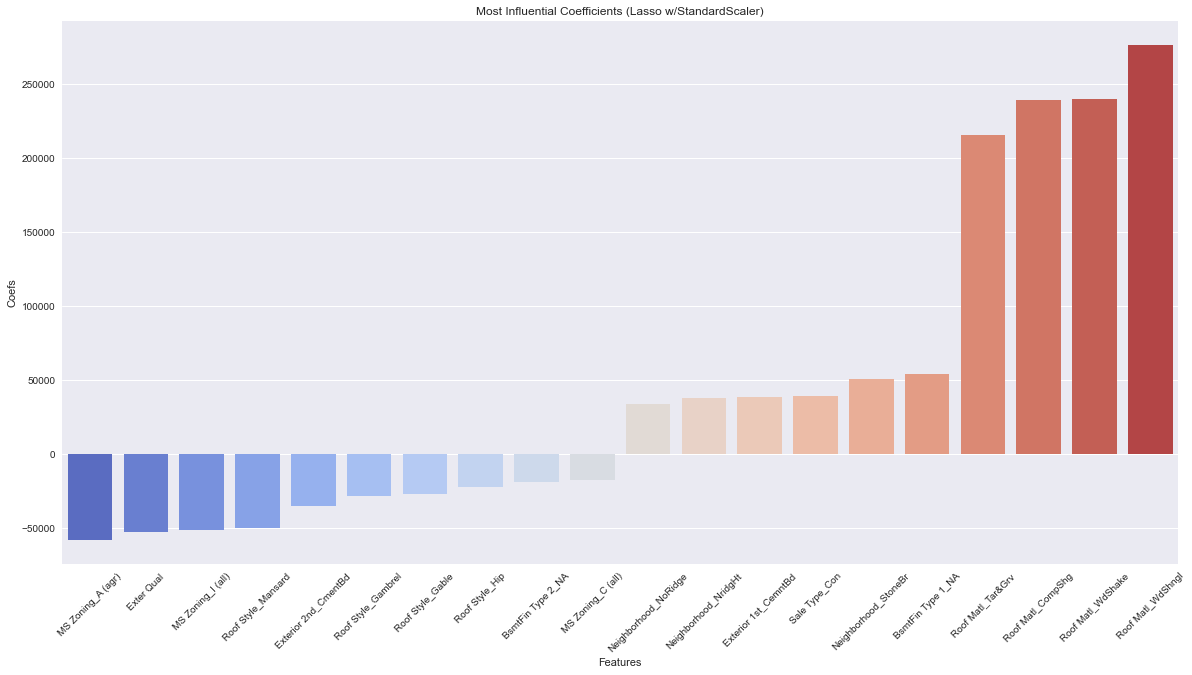 Most Influential Coefficients (Lasso w/StandardScaler)
250000
200000
150000
100000
50000
0
−50000
Coefs
MS Zoning_A (agr)
Exter Qual
MS Zoning_I (all)
Roof Style_Mansard
Exterior 2nd_CmentBd
Roof Style_Gambrel
Roof Style_Gable
Roof Style_Hip
BsmtFin Type 2_NA
MS Zoning_C (all)
Neighborhood_NoRidge
Neighborhood_NridgHt
Exterior 1st_CemntBd
Sale Type_Con
Neighborhood_StoneBr
BsmtFin Type 1_NA
Roof Matl_Tar&Grv
Roof Matl_CompShg
Roof Matl_WdShake
Roof Matl_WdShngl
Features